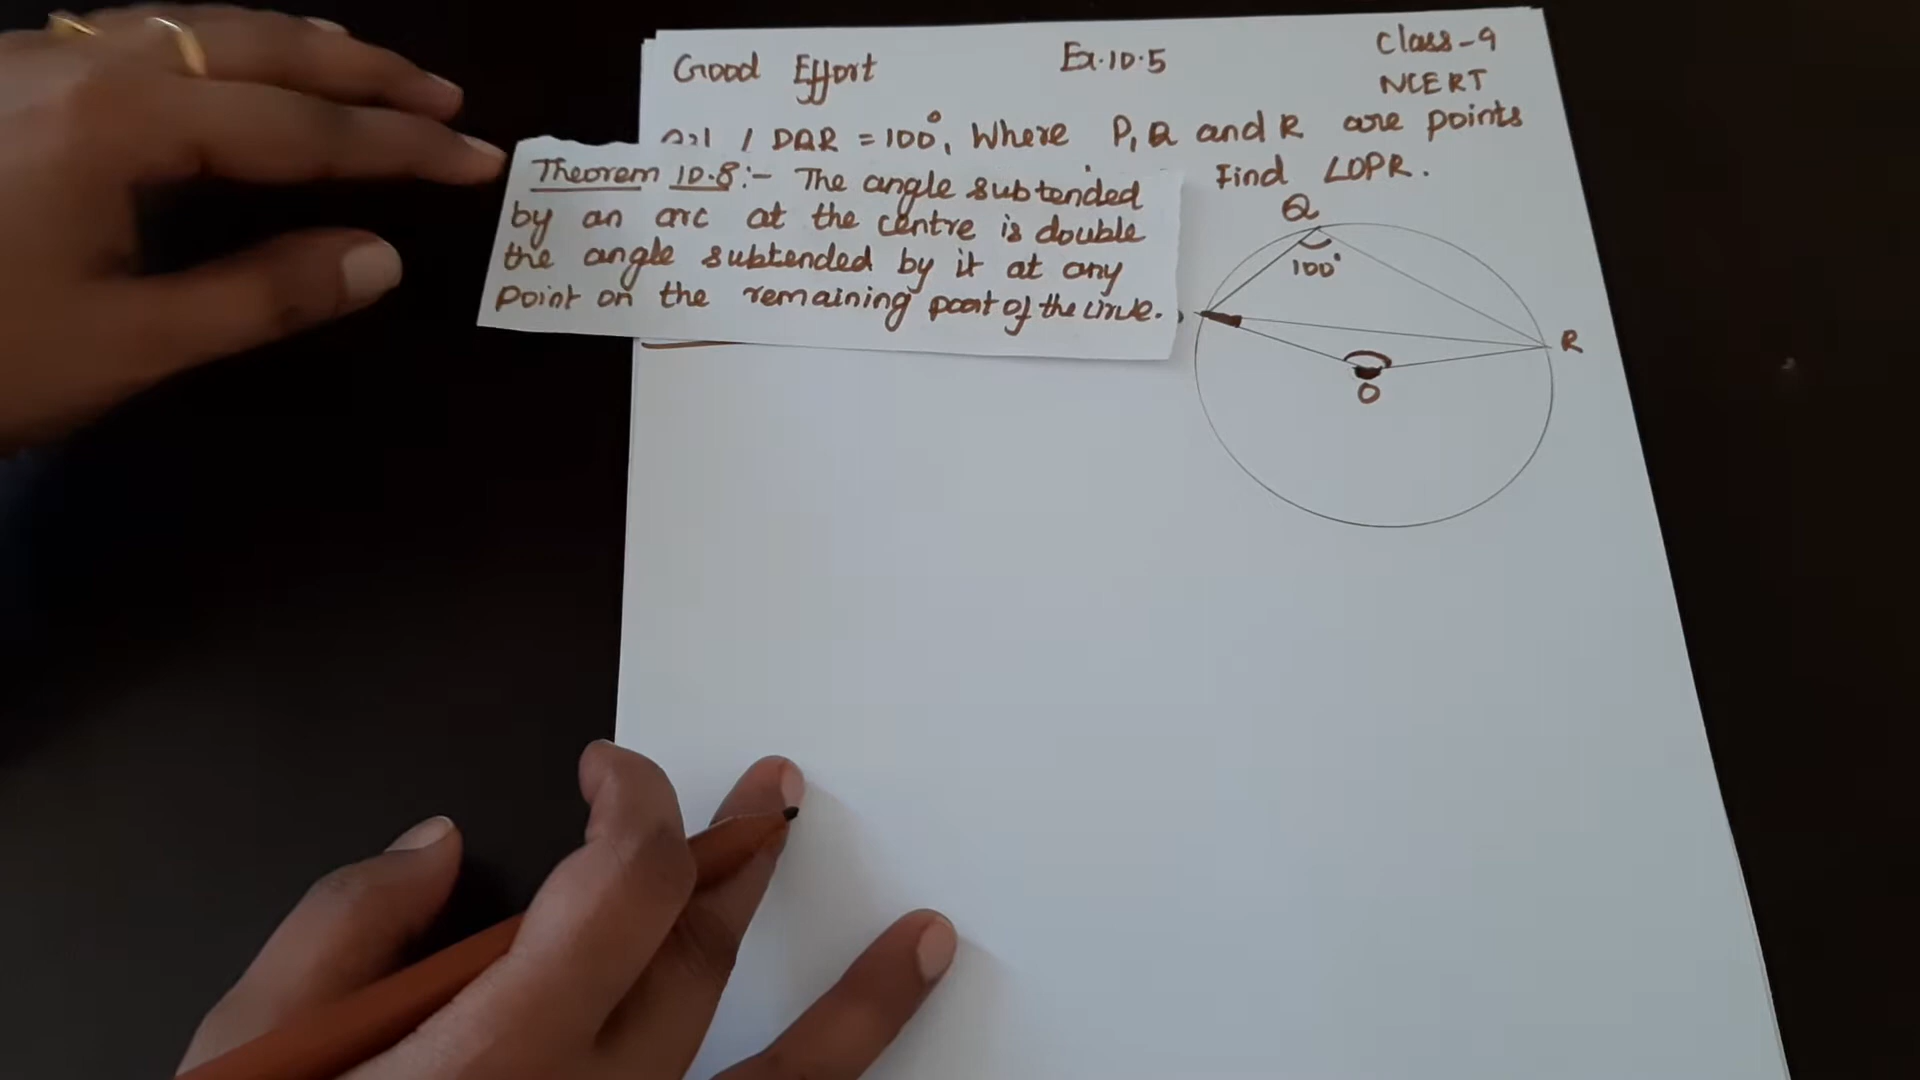 Good Effort Ex.10.5 Class-9
NCERT
PQR = 100°, Where P, Q and R are points
Find ∠OPR.
Theorem 10.8:- The angle subtended
by an arc at the centre is double
the angle subtended by it at any
point on the remaining part of the circle.
Q
100°
R
O